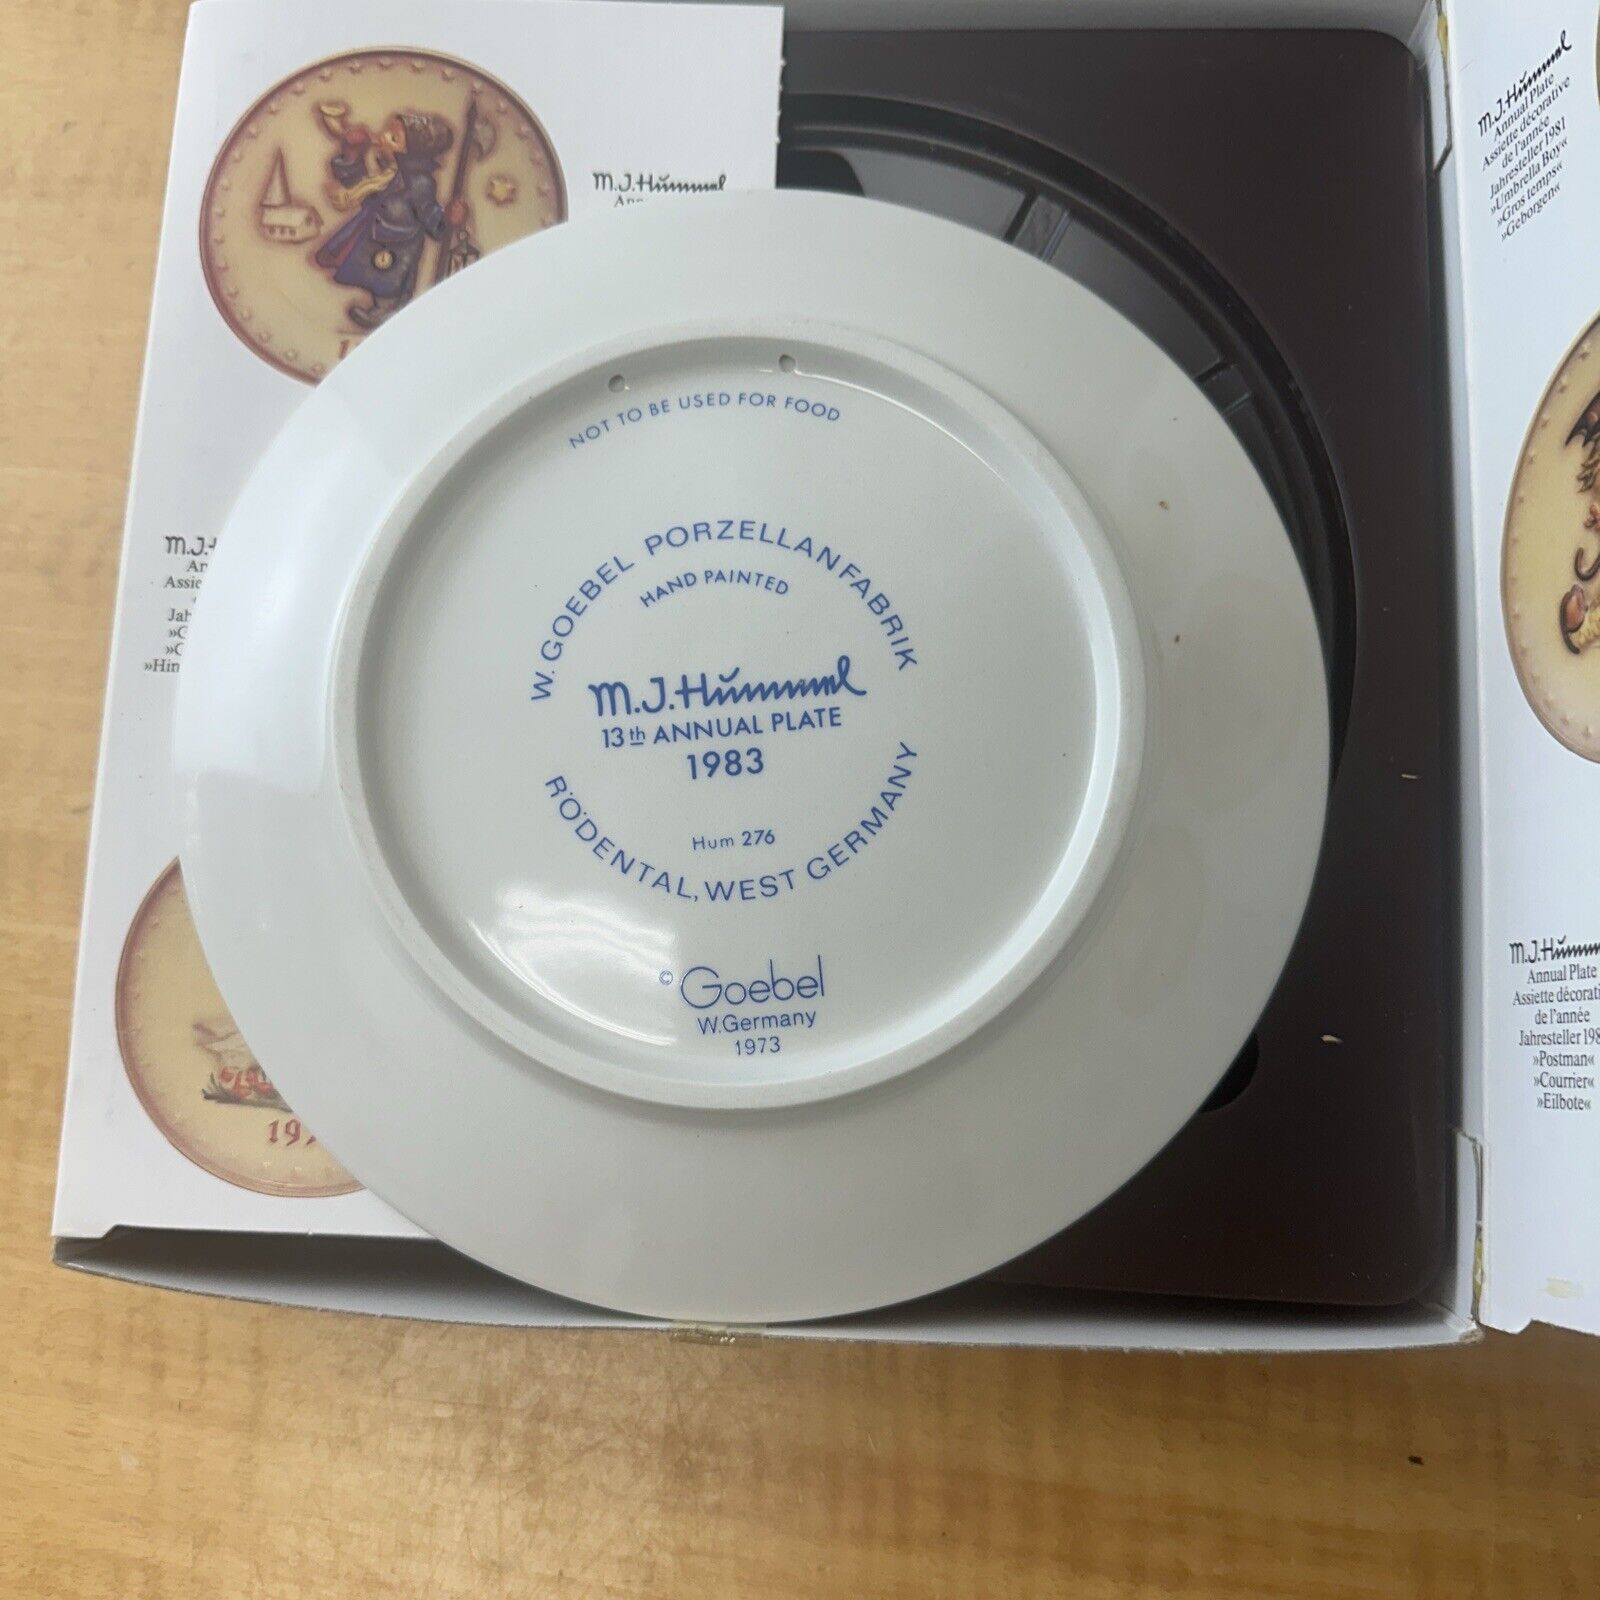 M.J.Hummel
NOT TO BE USED FOR FOOD
W. GOEBEL PORZELLANFABRIK
HAND PAINTED
M.J.Hummel
13th ANNUAL PLATE
1983
Hum 276
RÖDENTAL, WEST GERMANY
© Goebel
W.Germany
1973
M.J.Hummel
Annual Plate
Assiette décorative
de l'année
Jahresteller 1981
»Umbrella Boy«
»Gros temps«
»Geborgen«
M.J.Hummel
Annual Plate
Assiette
de l'année
Jahresteller
»Postman«
»Courrier«
»Eilbote«